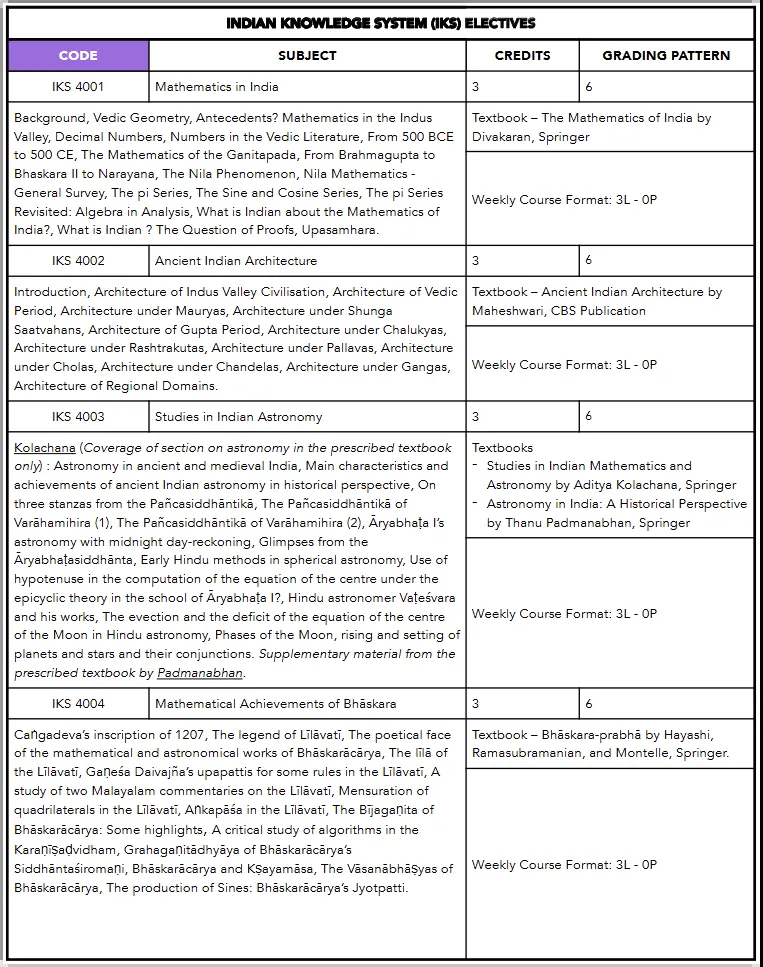 INDIAN KNOWLEDGE SYSTEM (IKS) ELECTIVES
CODE SUBJECT CREDITS GRADING PATTERN
IKS 4001 Mathematics in India 3 6
Background, Vedic Geometry, Antecedents? Mathematics in the Indus
Valley, Decimal Numbers, Numbers in the Vedic Literature, From 500 BCE
to 500 CE, The Mathematics of the Ganitapada, From Brahmagupta to
Bhaskara II to Narayana, The Nila Phenomenon, Nila Mathematics -
General Survey, The pi Series, The Sine and Cosine Series, The pi Series
Revisited: Algebra in Analysis, What is Indian about the Mathematics of
India?, What is Indian ? The Question of Proofs, Upasamhara.
Textbook – The Mathematics of India by
Divakaran, Springer
Weekly Course Format: 3L - 0P
IKS 4002 Ancient Indian Architecture 3 6
Introduction, Architecture of Indus Valley Civilisation, Architecture of Vedic
Period, Architecture under Mauryas, Architecture under Shunga
Saatvahans, Architecture of Gupta Period, Architecture under Chalukyas,
Architecture under Rashtrakutas, Architecture under Pallavas, Architecture
under Cholas, Architecture under Chandelas, Architecture under Gangas,
Architecture of Regional Domains.
Textbook – Ancient Indian Architecture by
Maheshwari, CBS Publication
Weekly Course Format: 3L - 0P
IKS 4003 Studies in Indian Astronomy 3 6
Kolachana (Coverage of section on astronomy in the prescribed textbook
only) : Astronomy in ancient and medieval India, Main characteristics and
achievements of ancient Indian astronomy in historical perspective, On
three stanzas from the Pañcasiddhāntikā, The Pañcasiddhāntikā of
Varāhamihira (1), The Pañcasiddhāntikā of Varāhamihira (2), Āryabhaṭa I's
astronomy with midnight day-reckoning, Glimpses from the
Āryabhaṭasiddhānta, Early Hindu methods in spherical astronomy, Use of
hypotenuse in the computation of the equation of the centre under the
epicyclic theory in the school of Āryabhaṭa I?, Hindu astronomer Vaṭeśvara
and his works, The evection and the deficit of the equation of the centre
of the Moon in Hindu astronomy, Phases of the Moon, rising and setting of
planets and stars and their conjunctions. Supplementary material from the
prescribed textbook by Padmanabhan.
Textbooks
- Studies in Indian Mathematics and
Astronomy by Aditya Kolachana, Springer
- Astronomy in India: A Historical Perspective
by Thanu Padmanabhan, Springer
Weekly Course Format: 3L - 0P
IKS 4004 Mathematical Achievements of Bhāskara 3 6
Caṅgadeva's inscription of 1207, The legend of Līlāvatī, The poetical face
of the mathematical and astronomical works of Bhāskarācārya, The līlā of
the Līlāvatī, Gaṇeśa Daivajña's upapattis for some rules in the Līlāvatī, A
study of two Malayalam commentaries on the Līlāvatī, Mensuration of
quadrilaterals in the Līlāvatī, Aṅkapāśa in the Līlāvatī, The Bījagaṇita of
Bhāskarācārya: Some highlights, A critical study of algorithms in the
Karaṇīṣaḍvidham, Grahagaṇitādhyāya of Bhāskarācārya's
Siddhāntaśiromaṇi, Bhāskarācārya and Kṣayamāsa, The Vāsanābhāṣyas of
Bhāskarācārya, The production of Sines: Bhāskarācārya's Jyotpatti.
Textbook – Bhāskara-prabhā by Hayashi,
Ramasubramanian, and Montelle, Springer.
Weekly Course Format: 3L - 0P